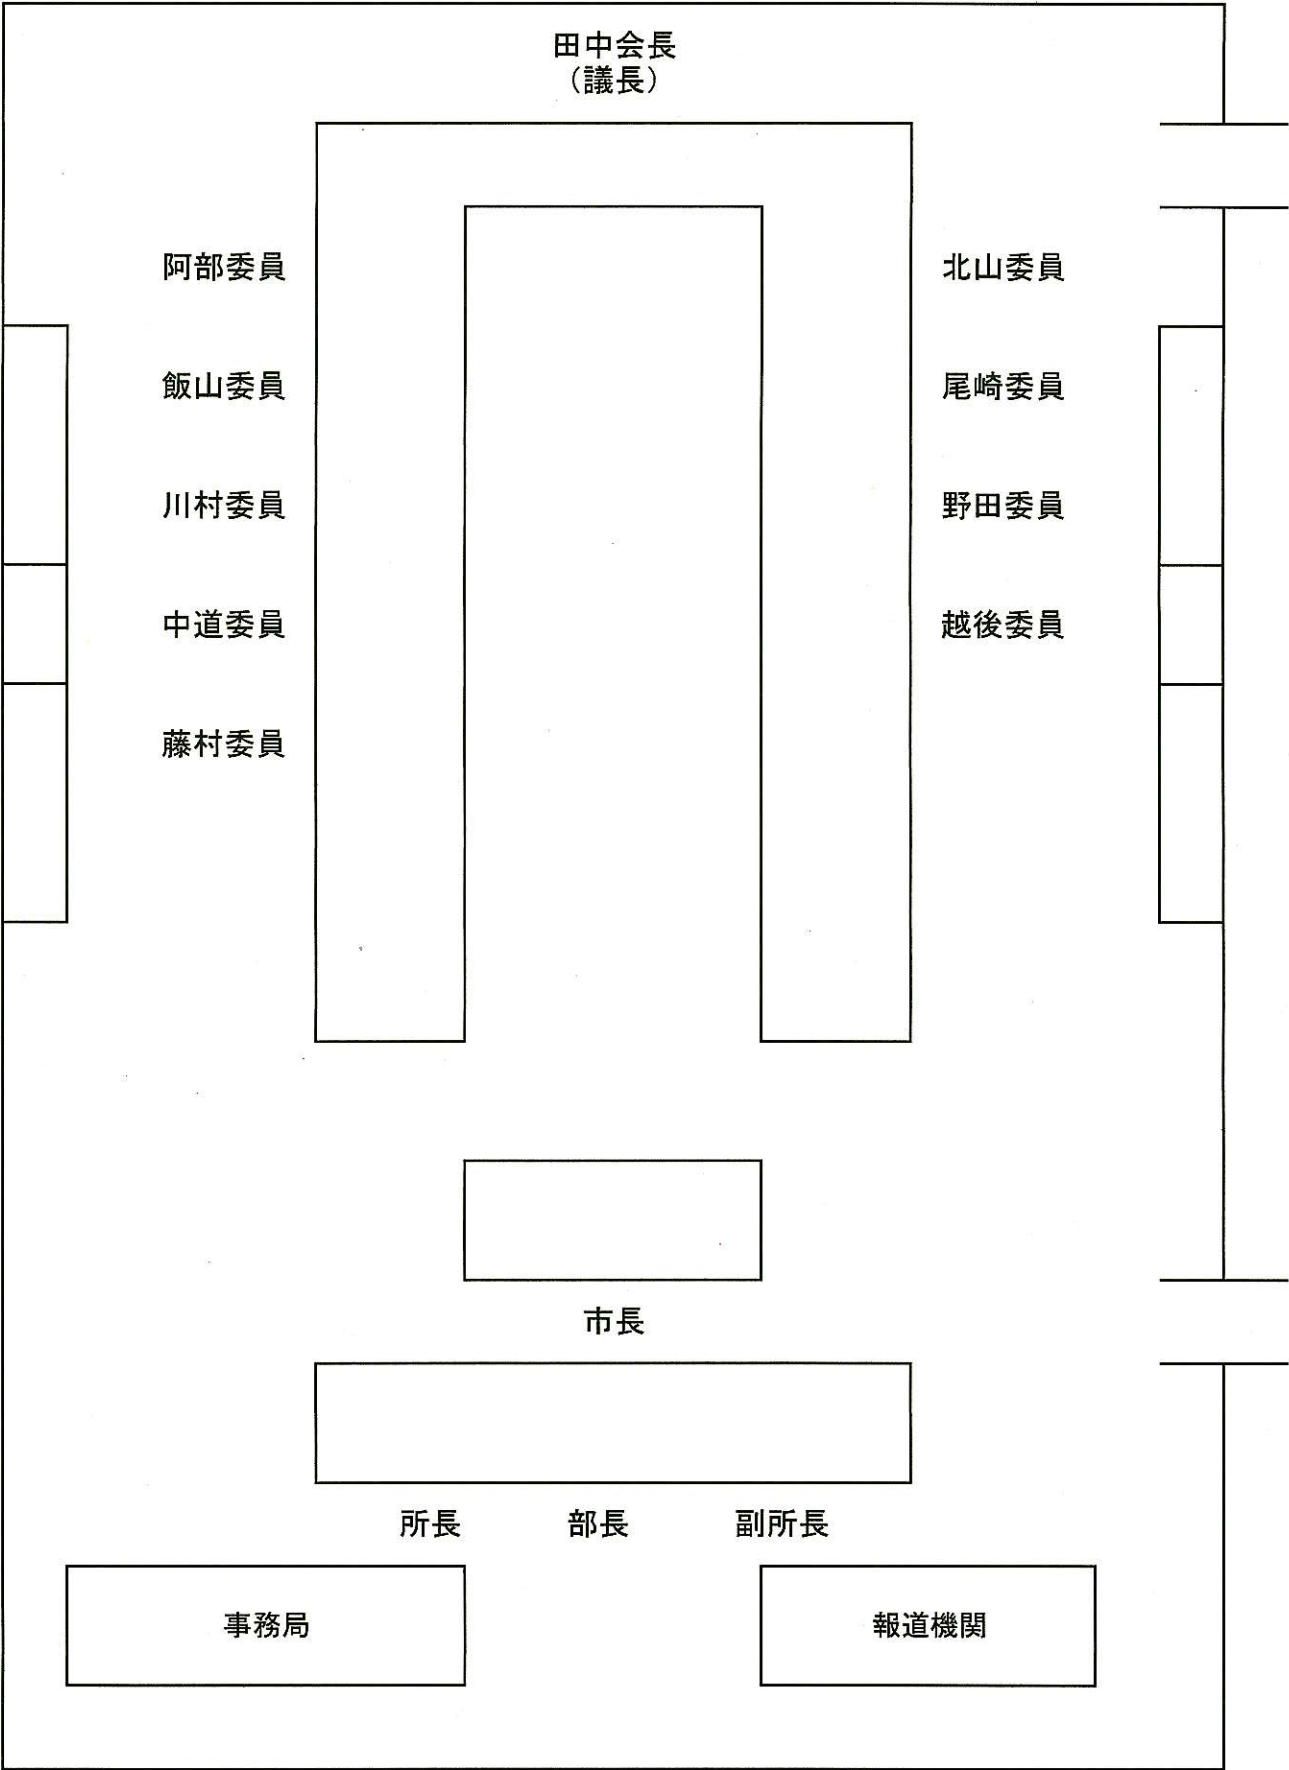 田中会長
（議長）
阿部委員
北山委員
飯山委員
尾崎委員
川村委員
野田委員
中道委員
越後委員
藤村委員
市長
所長 部長 副所長
事務局
報道機関